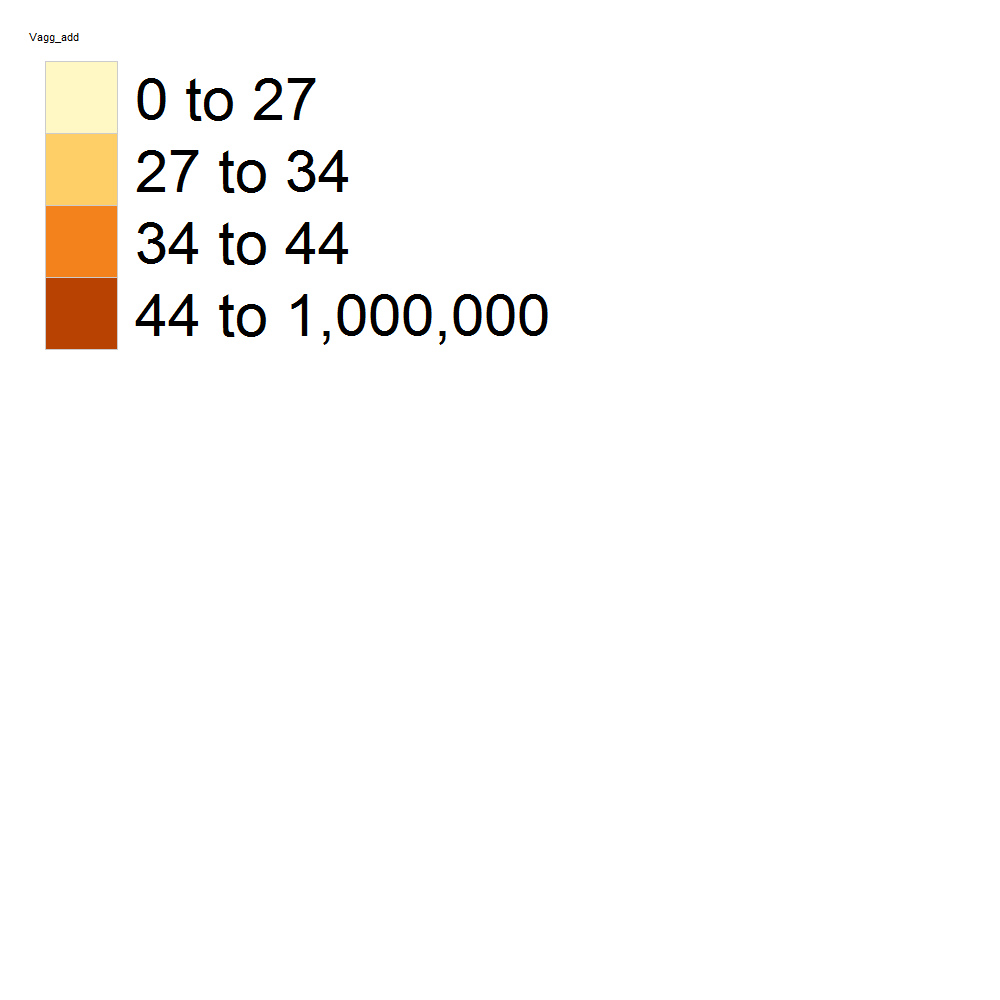 Vagg_add
0 to 27
27 to 34
34 to 44
44 to 1,000,000